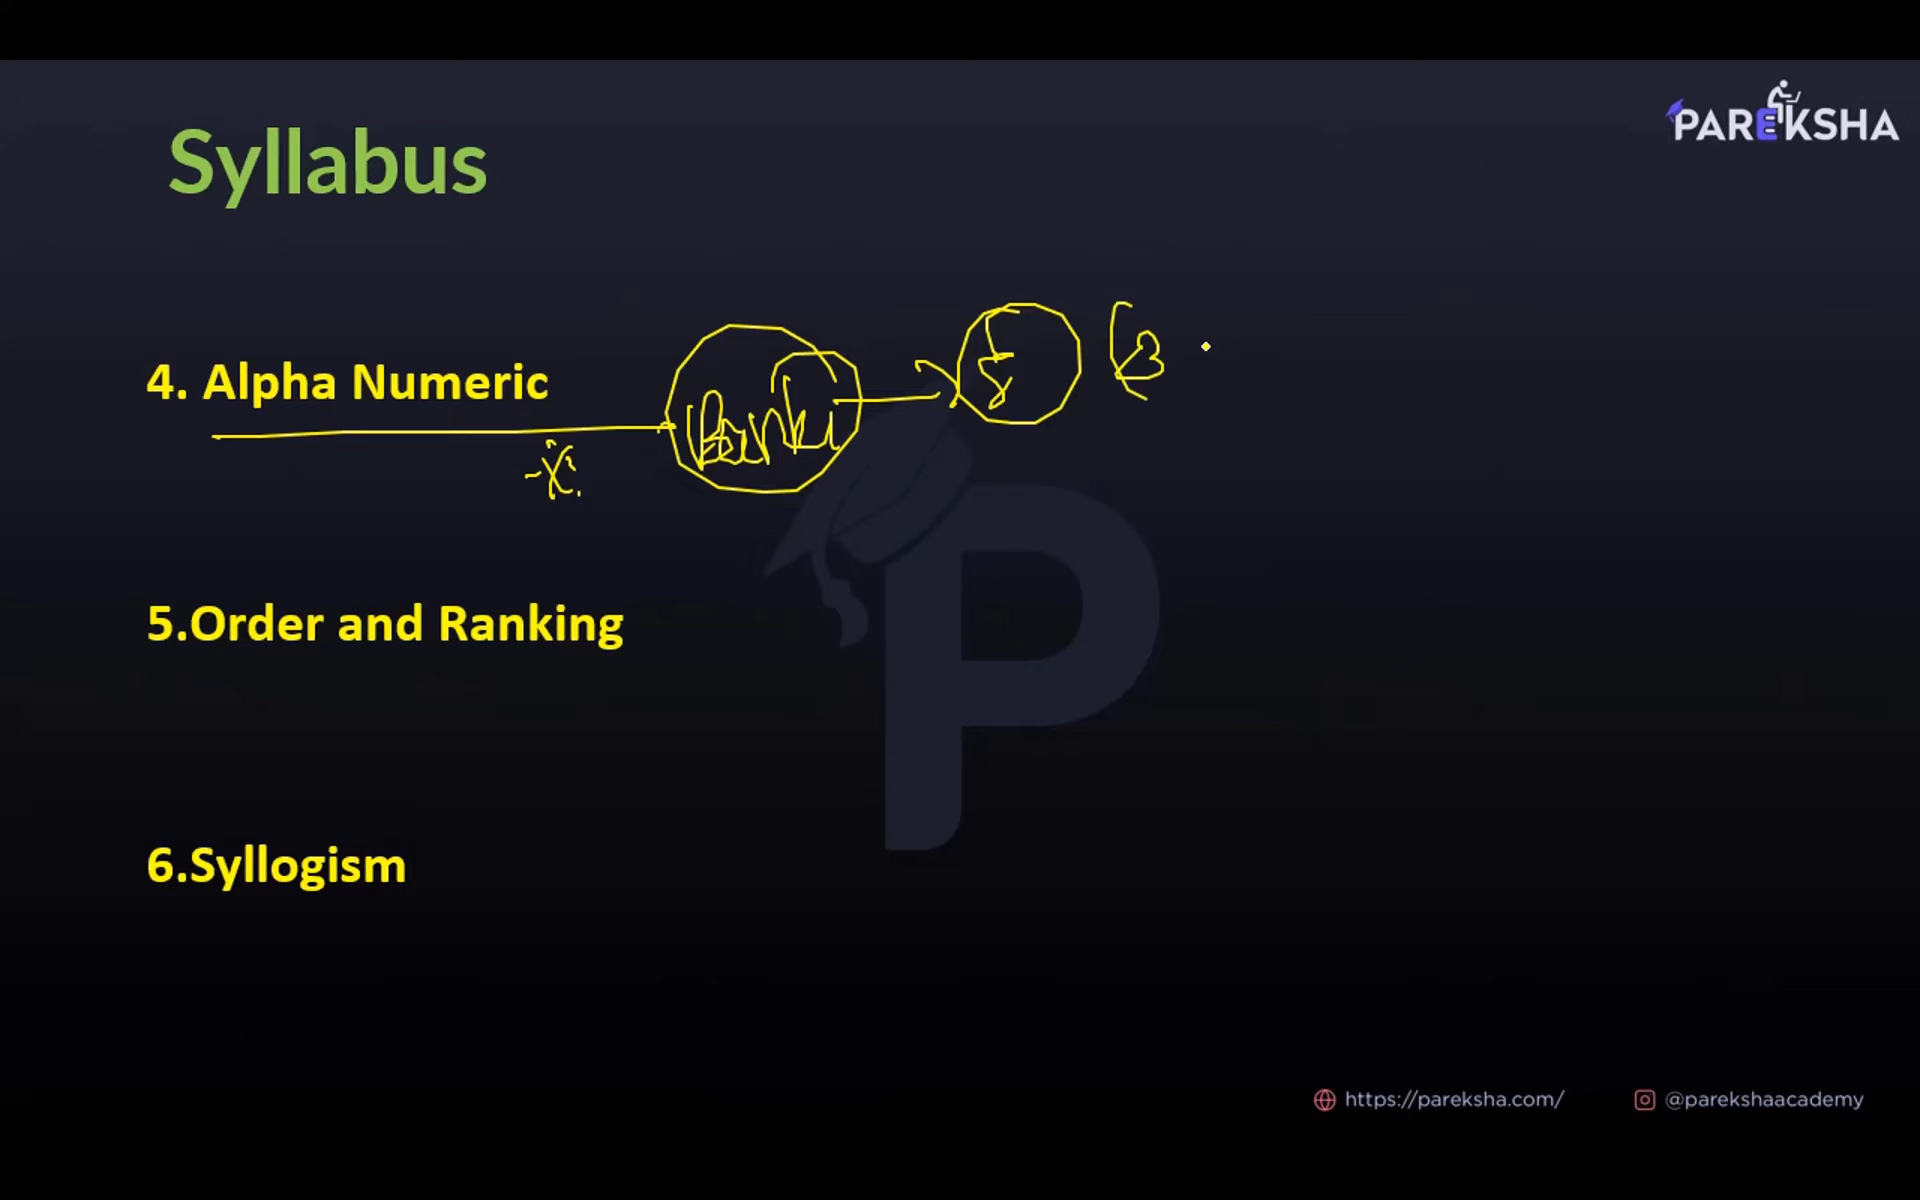 PAREKSHA
Syllabus
4. Alpha Numeric
5.Order and Ranking
6.Syllogism
https://pareksha.com/
@parekshaacademy